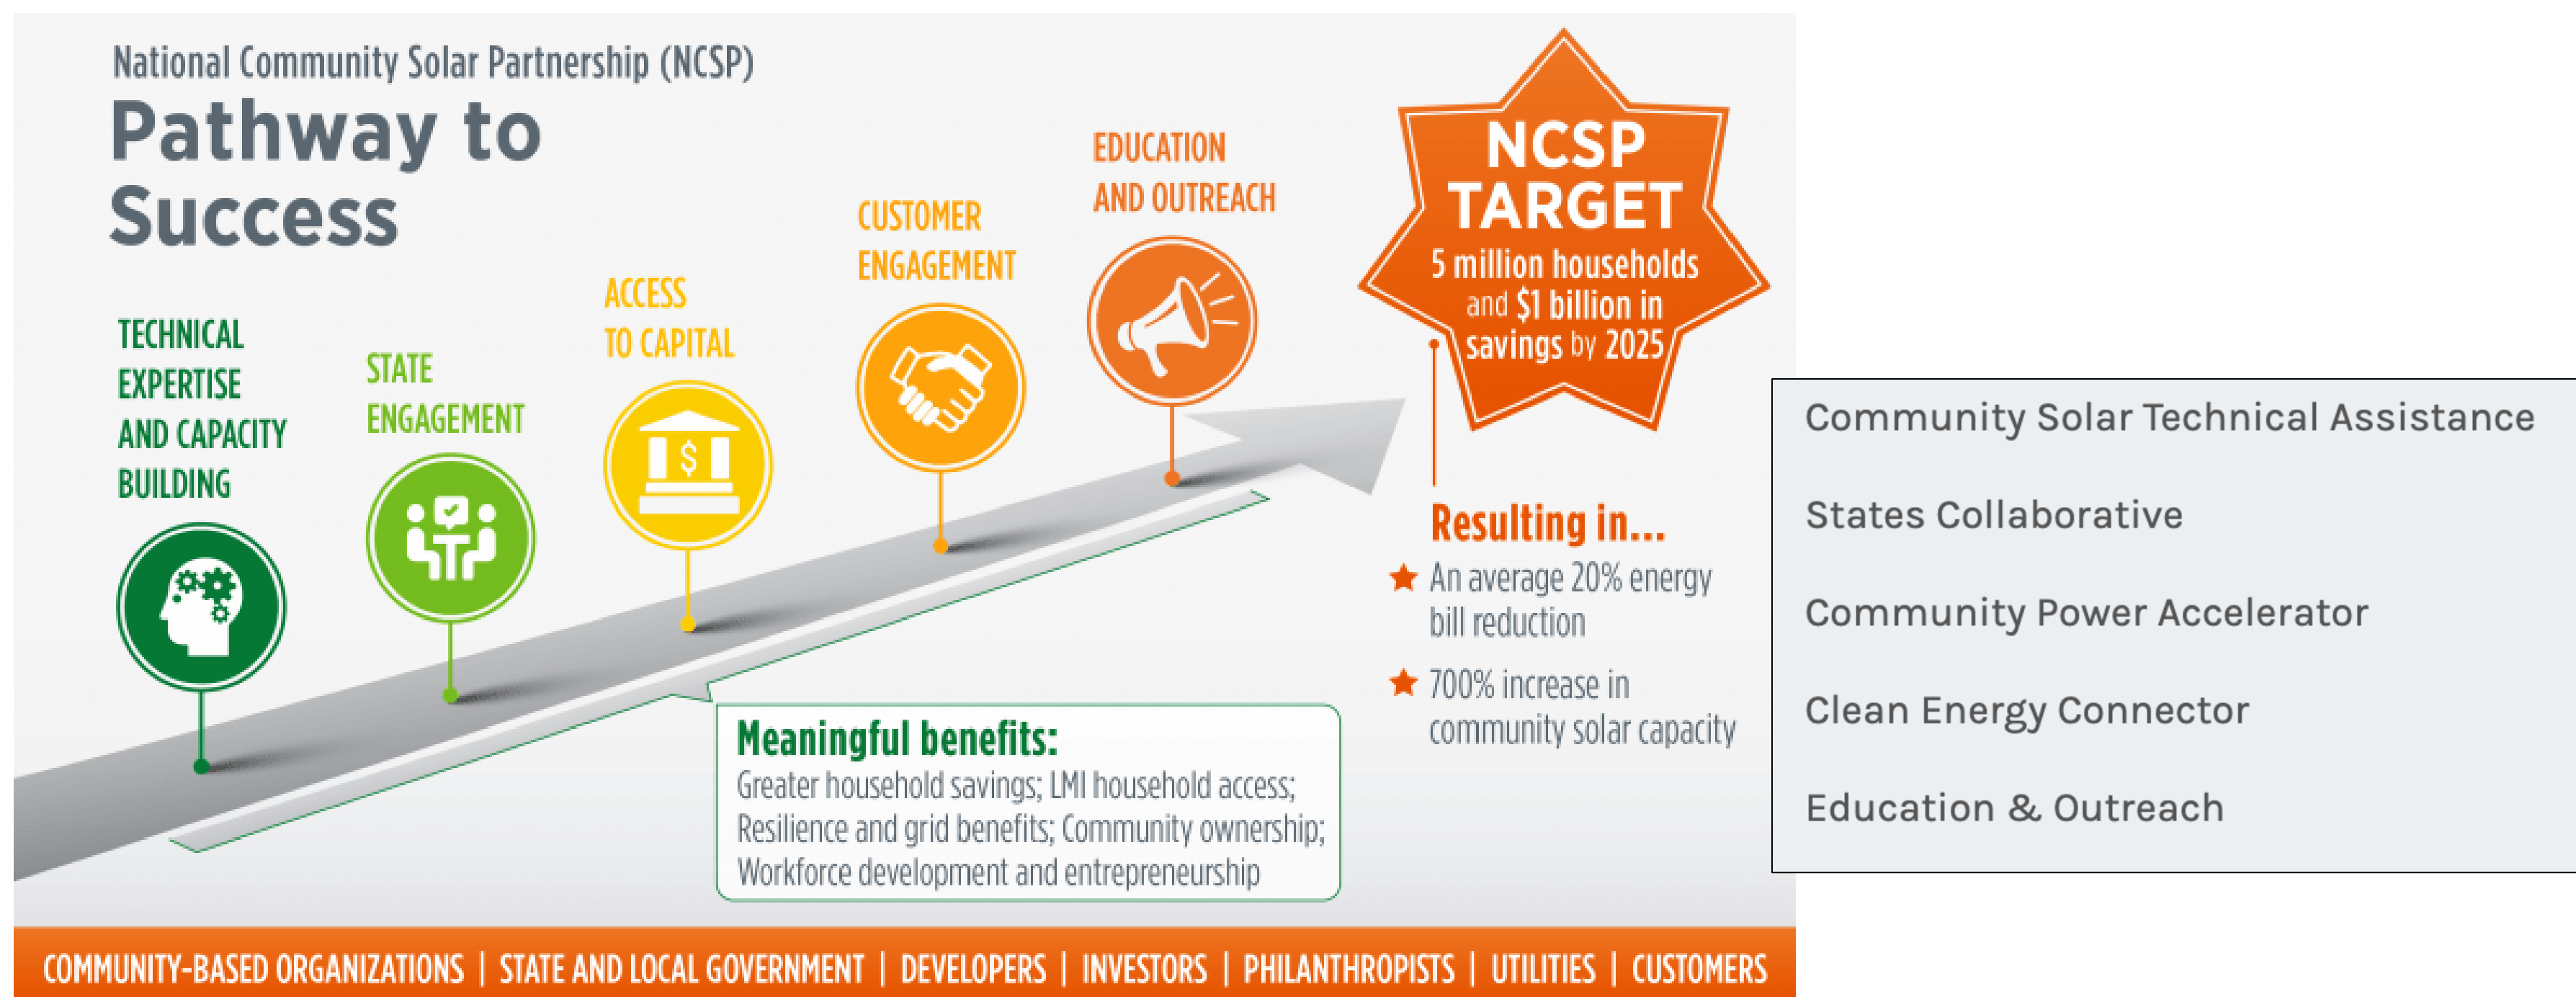 National Community Solar Partnership (NCSP)
Pathway to
Success
TECHNICAL
EXPERTISE
AND CAPACITY
BUILDING
STATE
ENGAGEMENT
ACCESS
TO CAPITAL
$
CUSTOMER
ENGAGEMENT
EDUCATION
AND OUTREACH
NCSP
TARGET
5 million households
and $1 billion in
savings by 2025
Resulting in...
An average 20% energy
bill reduction
700% increase in
community solar capacity
Meaningful benefits:
Greater household savings; LMI household access;
Resilience and grid benefits; Community ownership;
Workforce development and entrepreneurship
COMMUNITY-BASED ORGANIZATIONS | STATE AND LOCAL GOVERNMENT | DEVELOPERS | INVESTORS | PHILANTHROPISTS | UTILITIES | CUSTOMERS
Community Solar Technical Assistance
States Collaborative
Community Power Accelerator
Clean Energy Connector
Education & Outreach